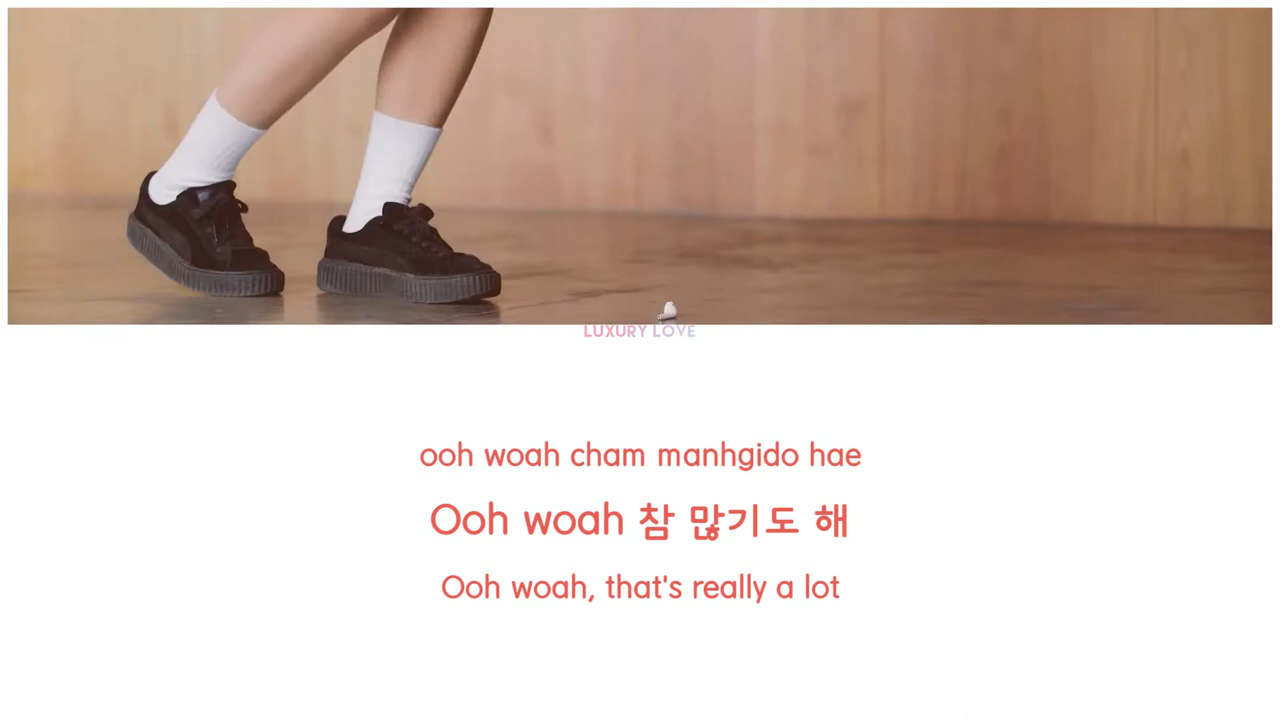 LUXURY LOVE
ooh woah cham manhgido hae
Ooh woah 참 많기도 해
Ooh woah, that's really a lot